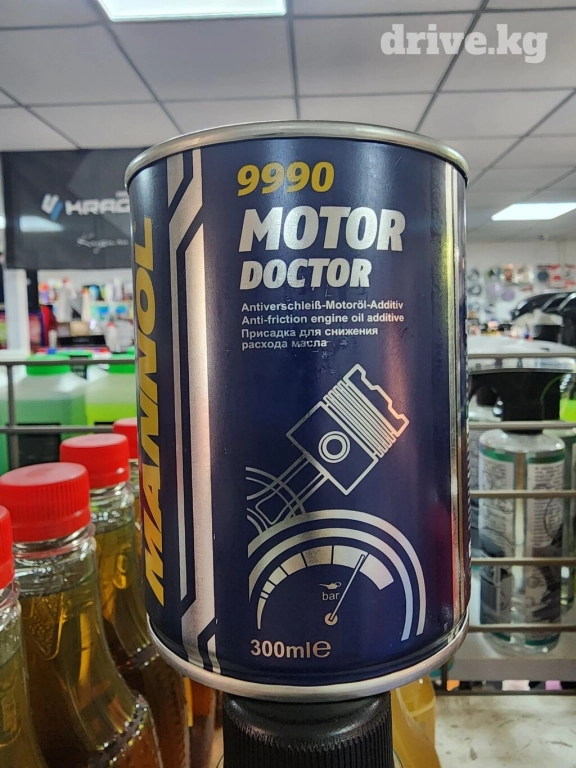 drive.kg
9990
MOTOR
DOCTOR
Antiverschleiß-Motoröl-Additiv
Anti-friction engine oil additive
Присадка для снижения
расхода масла
MANNOL
bar
300ml℮